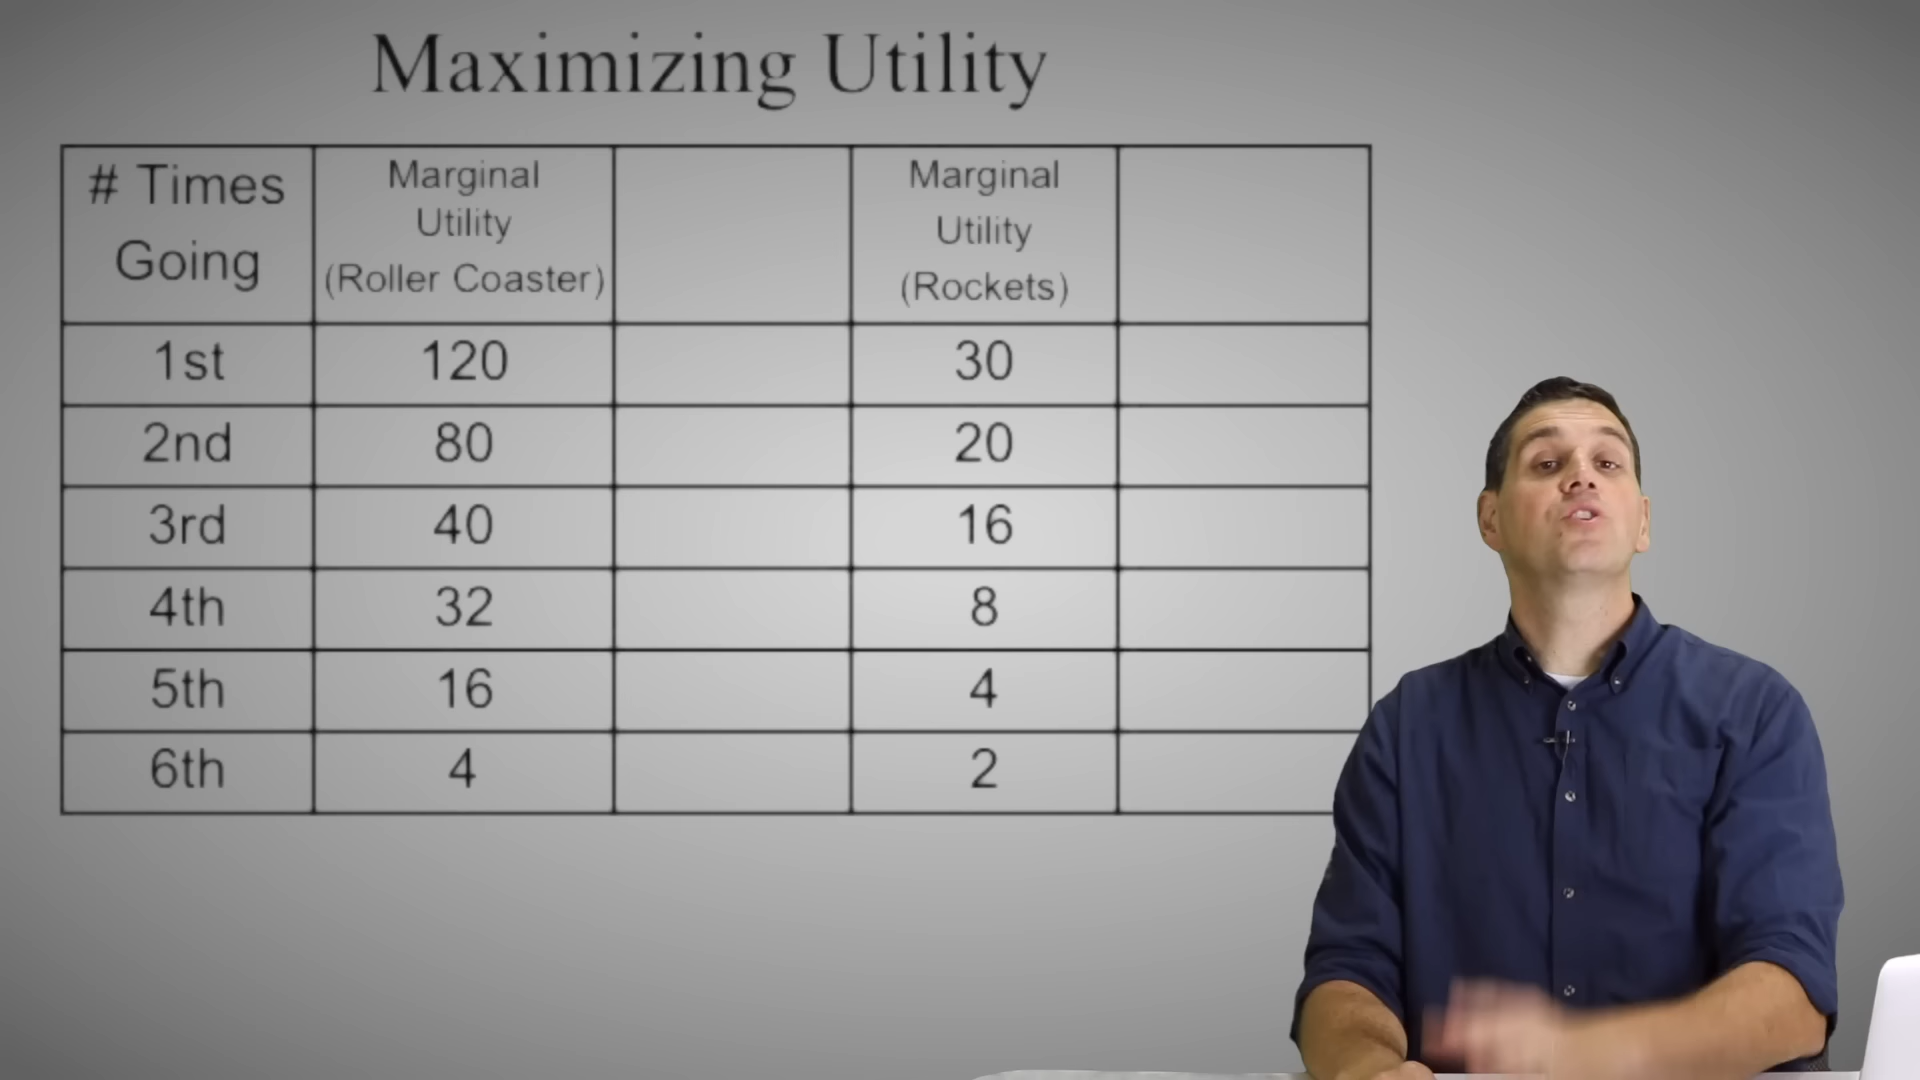 Maximizing Utility
# Times
Going
Marginal
Utility
(Roller Coaster)
Marginal
Utility
(Rockets)
1st 120 30
2nd 80 20
3rd 40 16
4th 32 8
5th 16 4
6th 4 2